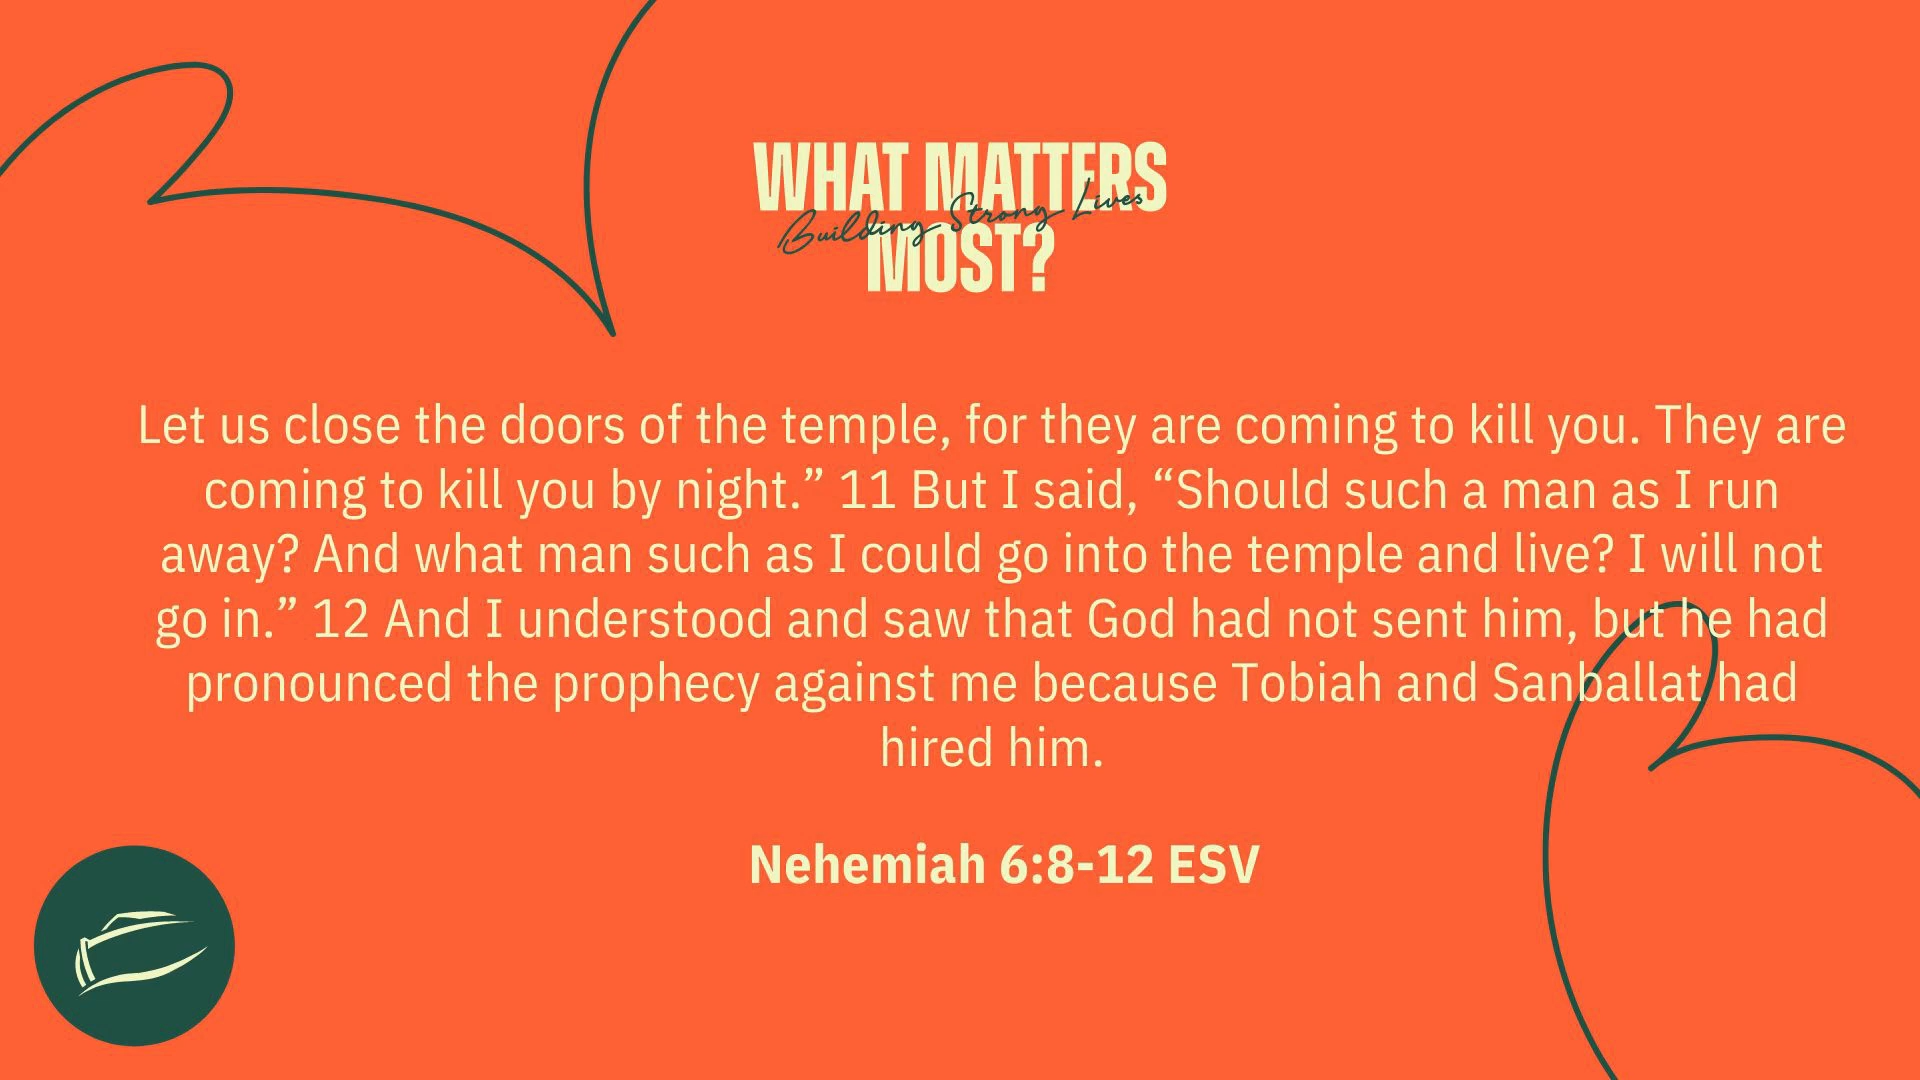 WHAT MATTERS
Building Strong Lives
MOST?
Let us close the doors of the temple, for they are coming to kill you. They are
coming to kill you by night.” 11 But I said, “Should such a man as I run
away? And what man such as I could go into the temple and live? I will not
go in.” 12 And I understood and saw that God had not sent him, but he had
pronounced the prophecy against me because Tobiah and Sanballat had
hired him.
Nehemiah 6:8-12 ESV